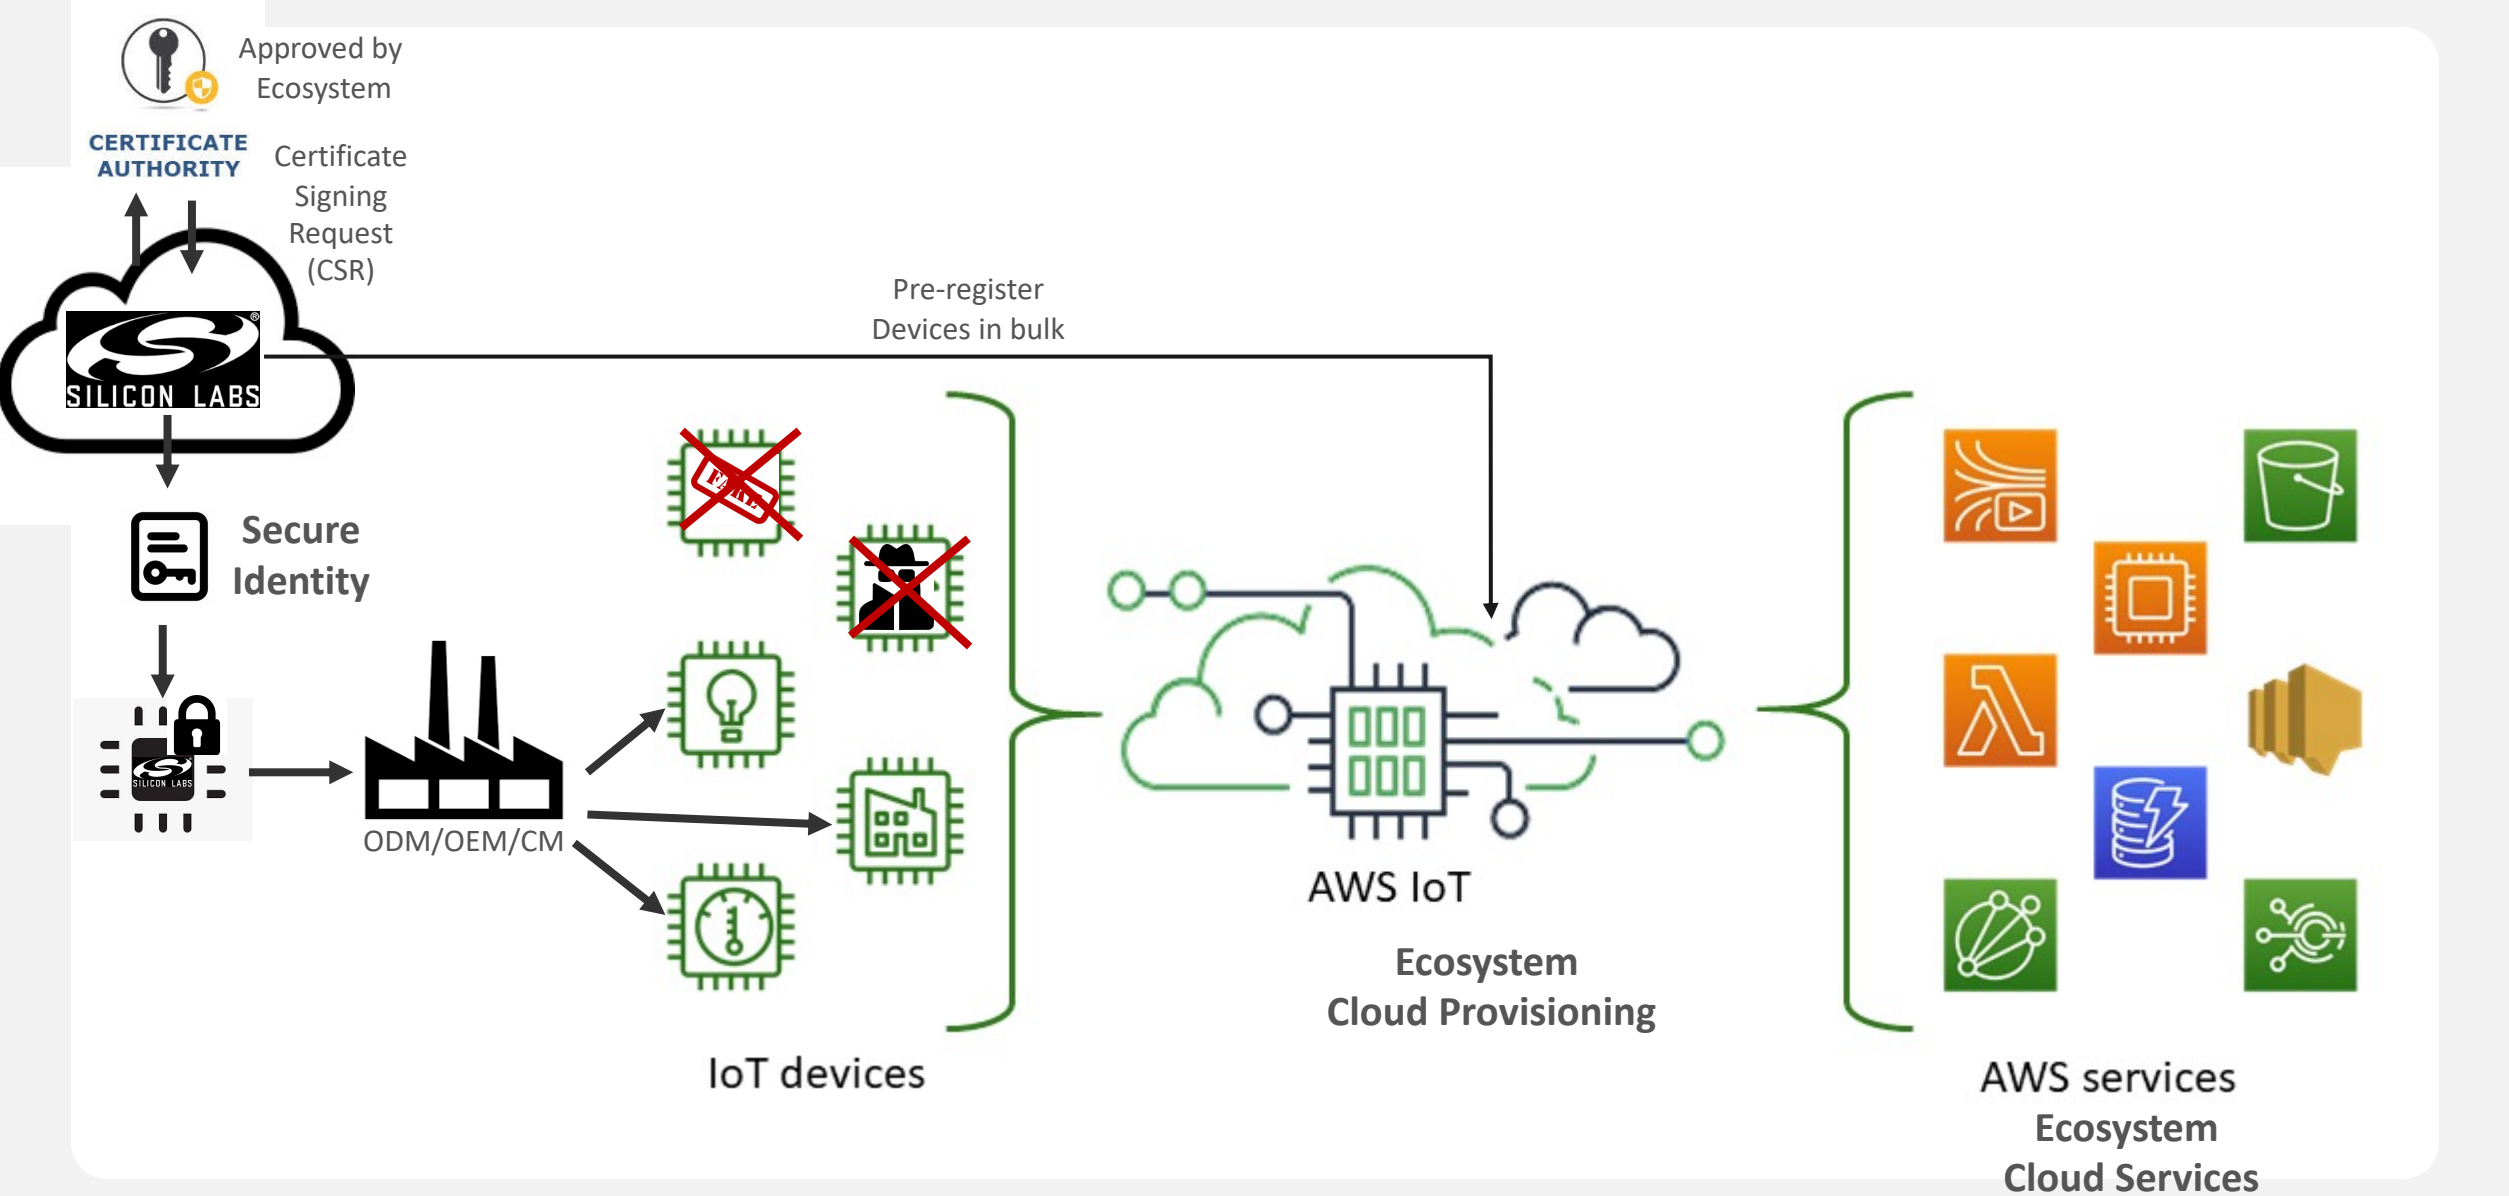 Approved by
Ecosystem
CERTIFICATE
AUTHORITY
Certificate
Signing
Request
(CSR)
SILICON LABS
®
Pre-register
Devices in bulk
Secure
Identity
FAKE
SILICON LABS
ODM/OEM/CM
IoT devices
AWS IoT
Ecosystem
Cloud Provisioning
AWS services
Ecosystem
Cloud Services